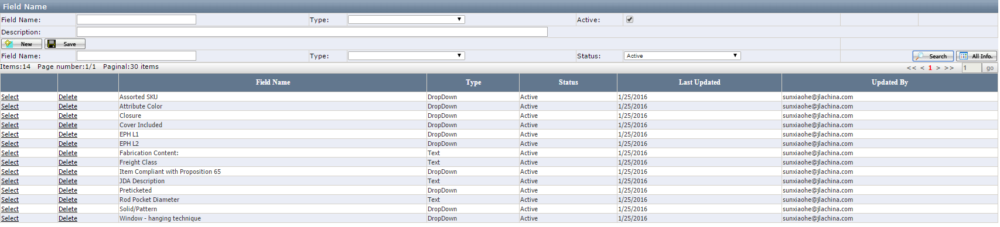 Field Name
Field Name: Type: Active:
Description:
New Save
Field Name: Type: Status: Active Search All Info.
Items:14 Page number:1/1 Paginal:30 items << < 1 > >> 1 go
Field Name Type Status Last Updated Updated By
Select Delete Assorted SKU DropDown Active 1/25/2016 sunxiaohe@jlachina.com
Select Delete Attribute Color DropDown Active 1/25/2016 sunxiaohe@jlachina.com
Select Delete Closure DropDown Active 1/25/2016 sunxiaohe@jlachina.com
Select Delete Cover Included DropDown Active 1/25/2016 sunxiaohe@jlachina.com
Select Delete EPH L1 DropDown Active 1/25/2016 sunxiaohe@jlachina.com
Select Delete EPH L2 DropDown Active 1/25/2016 sunxiaohe@jlachina.com
Select Delete Fabrication Content: Text Active 1/25/2016 sunxiaohe@jlachina.com
Select Delete Freight Class Text Active 1/25/2016 sunxiaohe@jlachina.com
Select Delete Item Compliant with Proposition 65 DropDown Active 1/25/2016 sunxiaohe@jlachina.com
Select Delete JDA Description Text Active 1/25/2016 sunxiaohe@jlachina.com
Select Delete Preticketed DropDown Active 1/25/2016 sunxiaohe@jlachina.com
Select Delete Rod Pocket Diameter Text Active 1/25/2016 sunxiaohe@jlachina.com
Select Delete Solid/Pattern DropDown Active 1/25/2016 sunxiaohe@jlachina.com
Select Delete Window - hanging technique DropDown Active 1/25/2016 sunxiaohe@jlachina.com